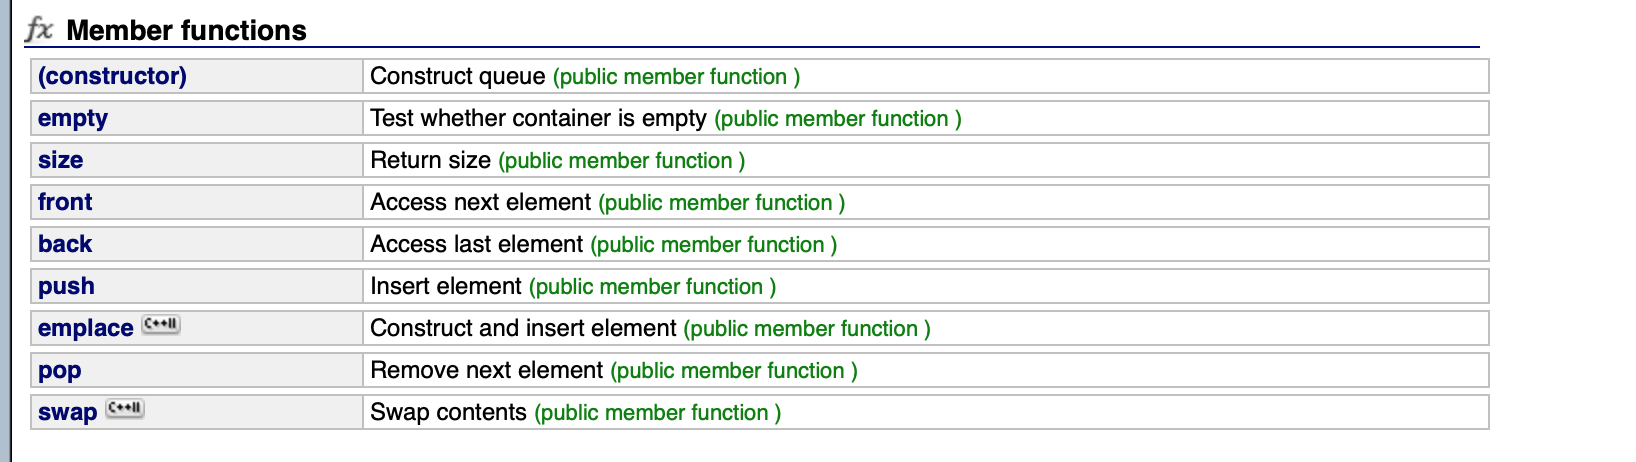 fx Member functions
(constructor) Construct queue (public member function )
empty Test whether container is empty (public member function )
size Return size (public member function )
front Access next element (public member function )
back Access last element (public member function )
push Insert element (public member function )
emplace C++11 Construct and insert element (public member function )
pop Remove next element (public member function )
swap C++11 Swap contents (public member function )